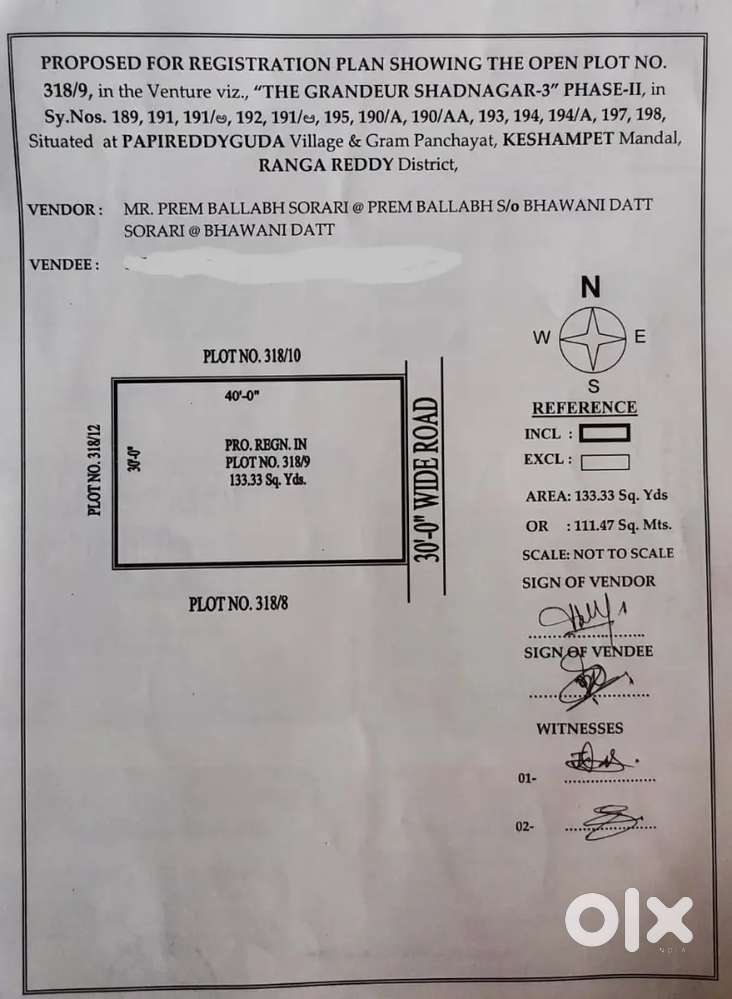 PROPOSED FOR REGISTRATION PLAN SHOWING THE OPEN PLOT NO.
318/9, in the Venture viz., "THE GRANDEUR SHADNAGAR-3" PHASE-II, in
Sy.Nos. 189, 191, 191/ఆ, 192, 191/ఆ, 195, 190/A, 190/AA, 193, 194, 194/A, 197, 198,
Situated at PAPIREDDYGUDA Village & Gram Panchayat, KESHAMPET Mandal,
RANGA REDDY District,
VENDOR : MR. PREM BALLABH SORARI @ PREM BALLABH S/o BHAWANI DATT
SORARI @ BHAWANI DATT
VENDEE :
N
W E
S
PLOT NO. 318/10
40'-0"
PLOT NO. 318/12
30'-0"
PRO. REGN. IN
PLOT NO. 318/9
133.33 Sq. Yds.
30'-0" WIDE ROAD
PLOT NO. 318/8
REFERENCE
INCL :
EXCL :
AREA: 133.33 Sq. Yds
OR : 111.47 Sq. Mts.
SCALE: NOT TO SCALE
SIGN OF VENDOR
SIGN OF VENDEE
WITNESSES
01-
02-
olx
INDIA